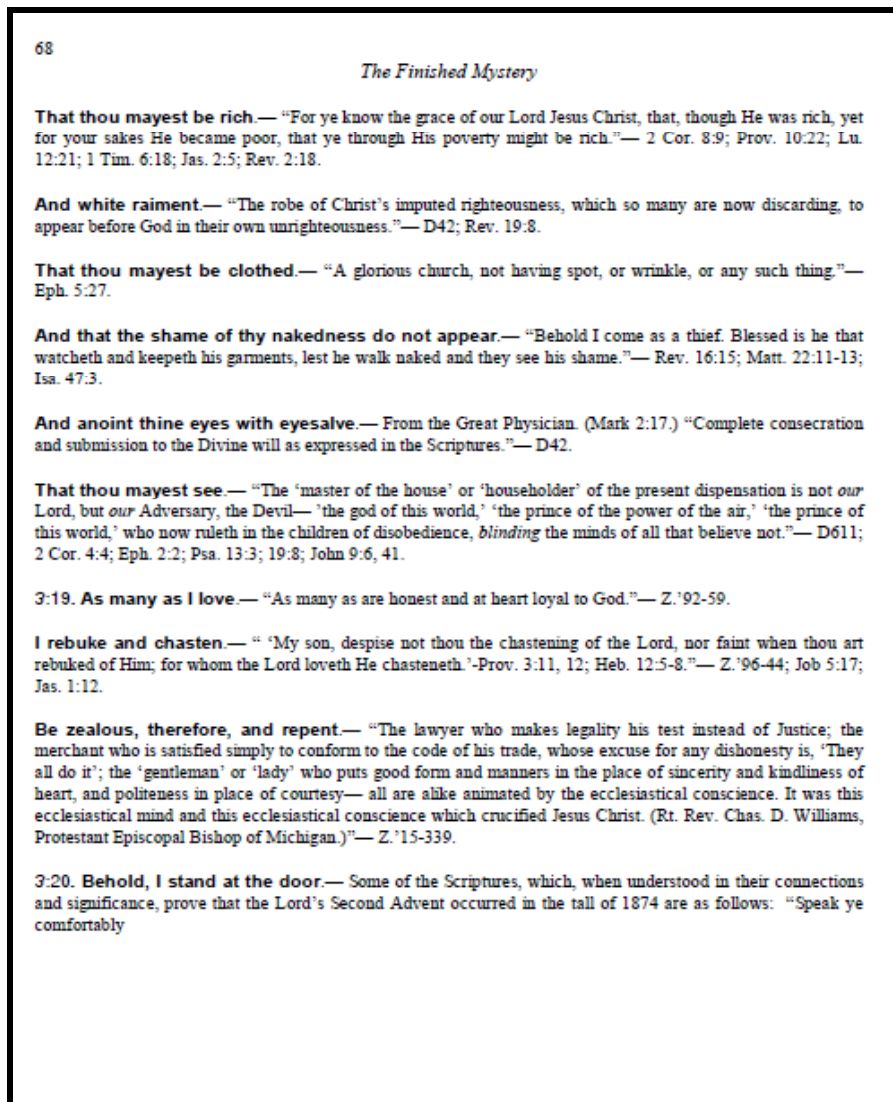 68
The Finished Mystery
That thou mayest be rich.— “For ye know the grace of our Lord Jesus Christ, that, though He was rich, yet
for your sakes He became poor, that ye through His poverty might be rich.”— 2 Cor. 8:9; Prov. 10:22; Lu.
12:21; 1 Tim. 6:18; Jas. 2:5; Rev. 2:18.
And white raiment.— “The robe of Christ’s imputed righteousness, which so many are now discarding, to
appear before God in their own unrighteousness.”— D42; Rev. 19:8.
That thou mayest be clothed.— “A glorious church, not having spot, or wrinkle, or any such thing.”—
Eph. 5:27.
And that the shame of thy nakedness do not appear.— “Behold I come as a thief. Blessed is he that
watcheth and keepeth his garments, lest he walk naked and they see his shame.”— Rev. 16:15; Matt. 22:11-13;
Isa. 47:3.
And anoint thine eyes with eyesalve.— From the Great Physician. (Mark 2:17.) “Complete consecration
and submission to the Divine will as expressed in the Scriptures.”— D42.
That thou mayest see.— “The ‘master of the house’ or ‘householder’ of the present dispensation is not our
Lord, but our Adversary, the Devil— ’the god of this world,’ ‘the prince of the power of the air,’ ‘the prince of
this world,’ who now ruleth in the children of disobedience, blinding the minds of all that believe not.”— D611;
2 Cor. 4:4; Eph. 2:2; Psa. 13:3; 19:8; John 9:6, 41.
3:19. As many as I love.— “As many as are honest and at heart loyal to God.”— Z.’92-59.
I rebuke and chasten.— “ ‘My son, despise not thou the chastening of the Lord, nor faint when thou art
rebuked of Him; for whom the Lord loveth He chasteneth.’-Prov. 3:11, 12; Heb. 12:5-8.”— Z.’96-44; Job 5:17;
Jas. 1:12.
Be zealous, therefore, and repent.— “The lawyer who makes legality his test instead of Justice; the
merchant who is satisfied simply to conform to the code of his trade, whose excuse for any dishonesty is, ‘They
all do it’; the ‘gentleman’ or ‘lady’ who puts good form and manners in the place of sincerity and kindliness of
heart, and politeness in place of courtesy— all are alike animated by the ecclesiastical conscience. It was this
ecclesiastical mind and this ecclesiastical conscience which crucified Jesus Christ. (Rt. Rev. Chas. D. Williams,
Protestant Episcopal Bishop of Michigan.)”— Z.’15-339.
3:20. Behold, I stand at the door.— Some of the Scriptures, which, when understood in their connections
and significance, prove that the Lord’s Second Advent occurred in the tall of 1874 are as follows: “Speak ye
comfortably